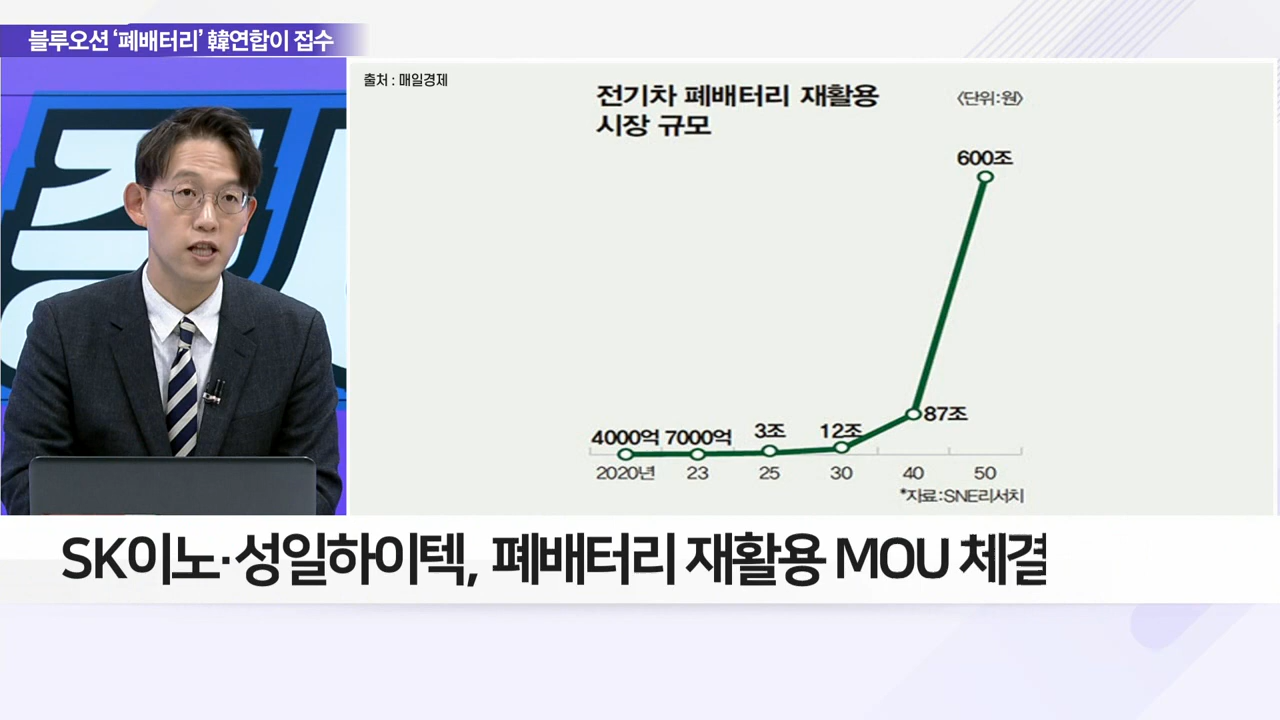 블루오션 ‘폐배터리’ 韓연합이 접수
출처 : 매일경제
전기차 폐배터리 재활용
시장 규모
〈단위:원〉
600조
87조
4000억 7000억 3조 12조
2020년 23 25 30 40 50
*자료:SNE리서치
SK이노·성일하이텍, 폐배터리 재활용 MOU 체결